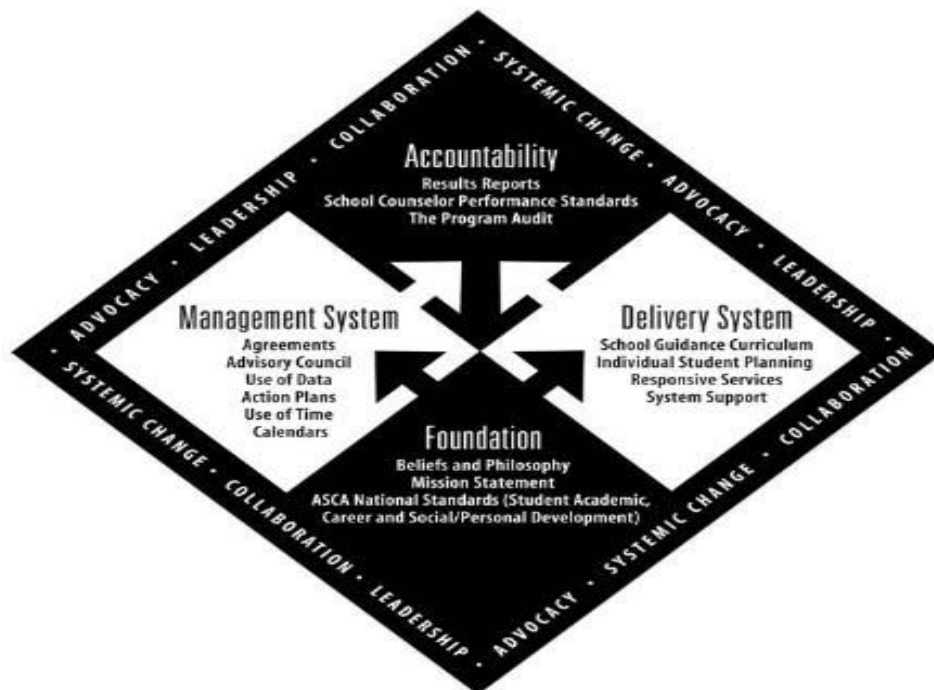 ADVOCACY • LEADERSHIP • COLLABORATION •
SYSTEMIC CHANGE • ADVOCACY • LEADERSHIP •
Accountability
Results Reports
School Counselor Performance Standards
The Program Audit
Management System
Agreements
Advisory Council
Use of Data
Action Plans
Use of Time
Calendars
Delivery System
School Guidance Curriculum
Individual Student Planning
Responsive Services
System Support
Foundation
Beliefs and Philosophy
Mission Statement
ASCA National Standards (Student Academic,
Career and Social/Personal Development)
• SYSTEMIC CHANGE • COLLABORATION • LEADERSHIP •
ADVOCACY • SYSTEMIC CHANGE • COLLABORATION